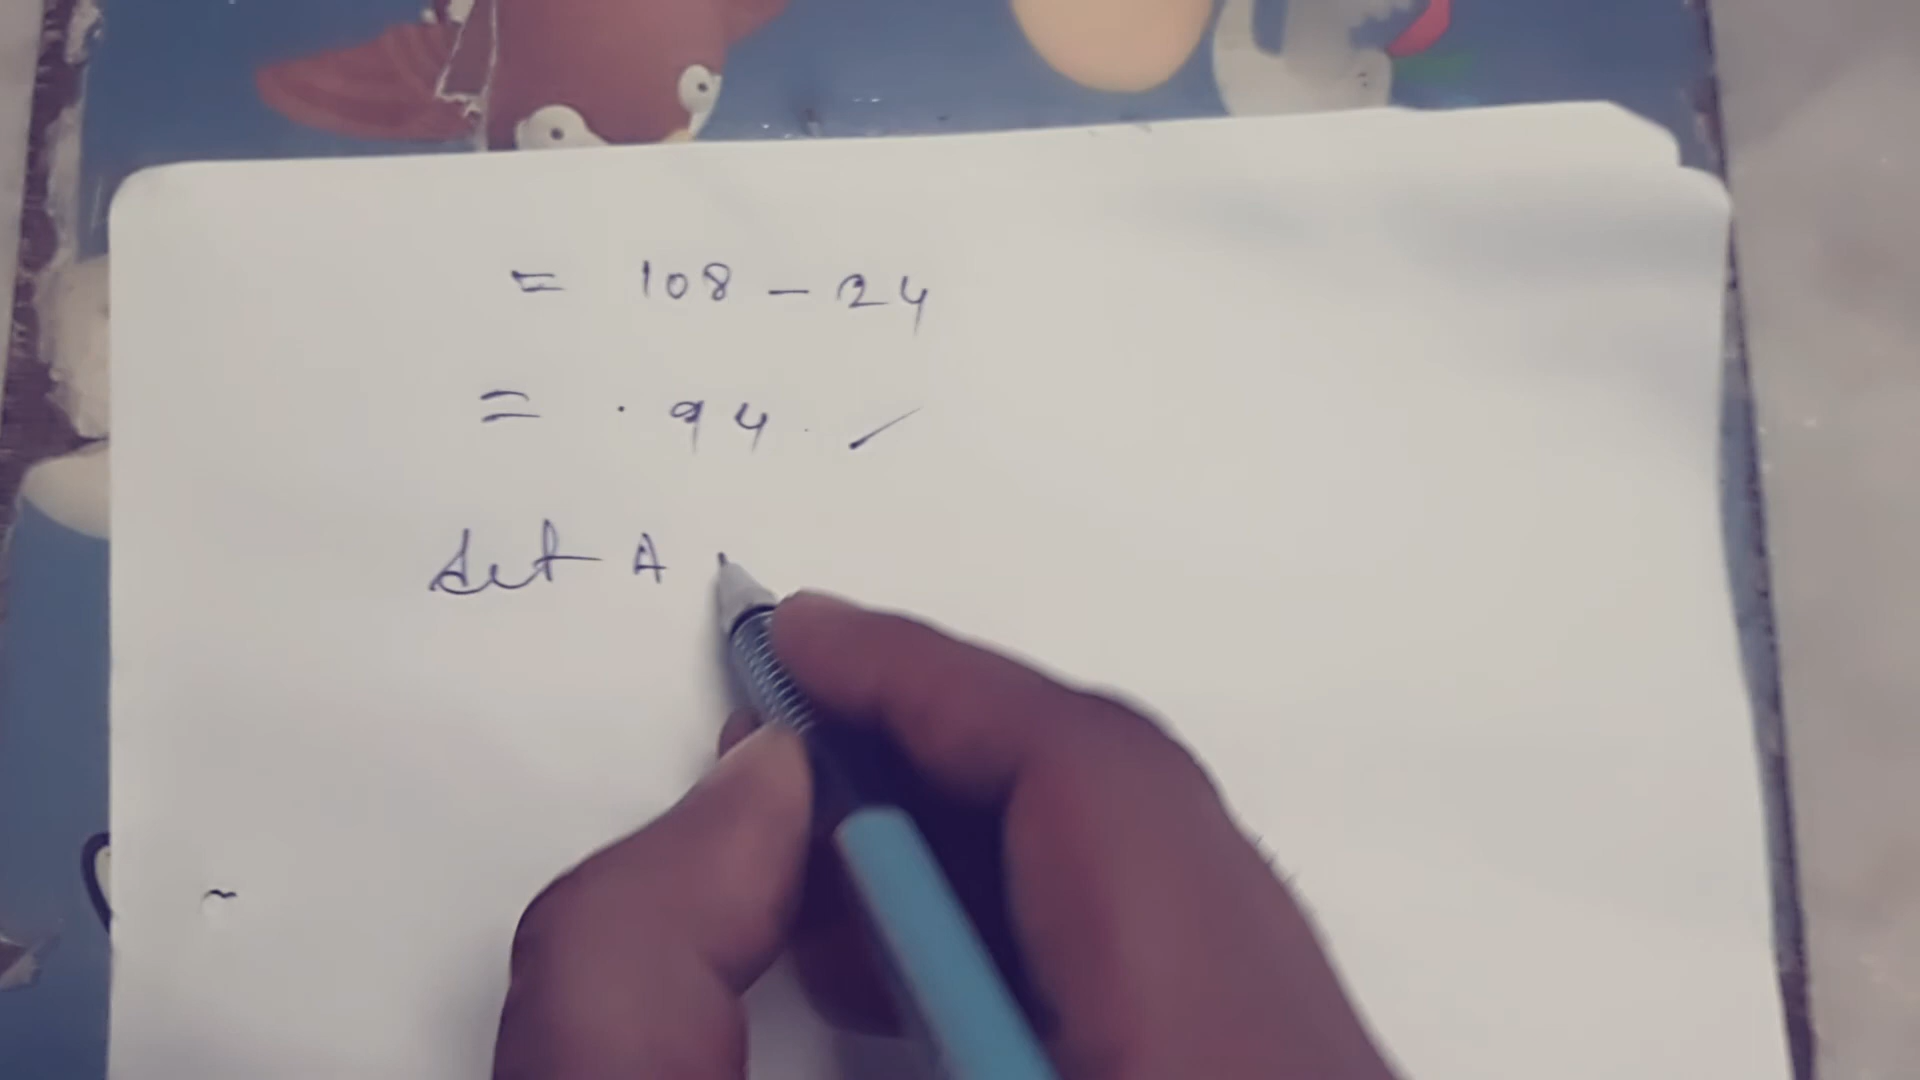 = 108 - 24
= . 94 . ✓
det A